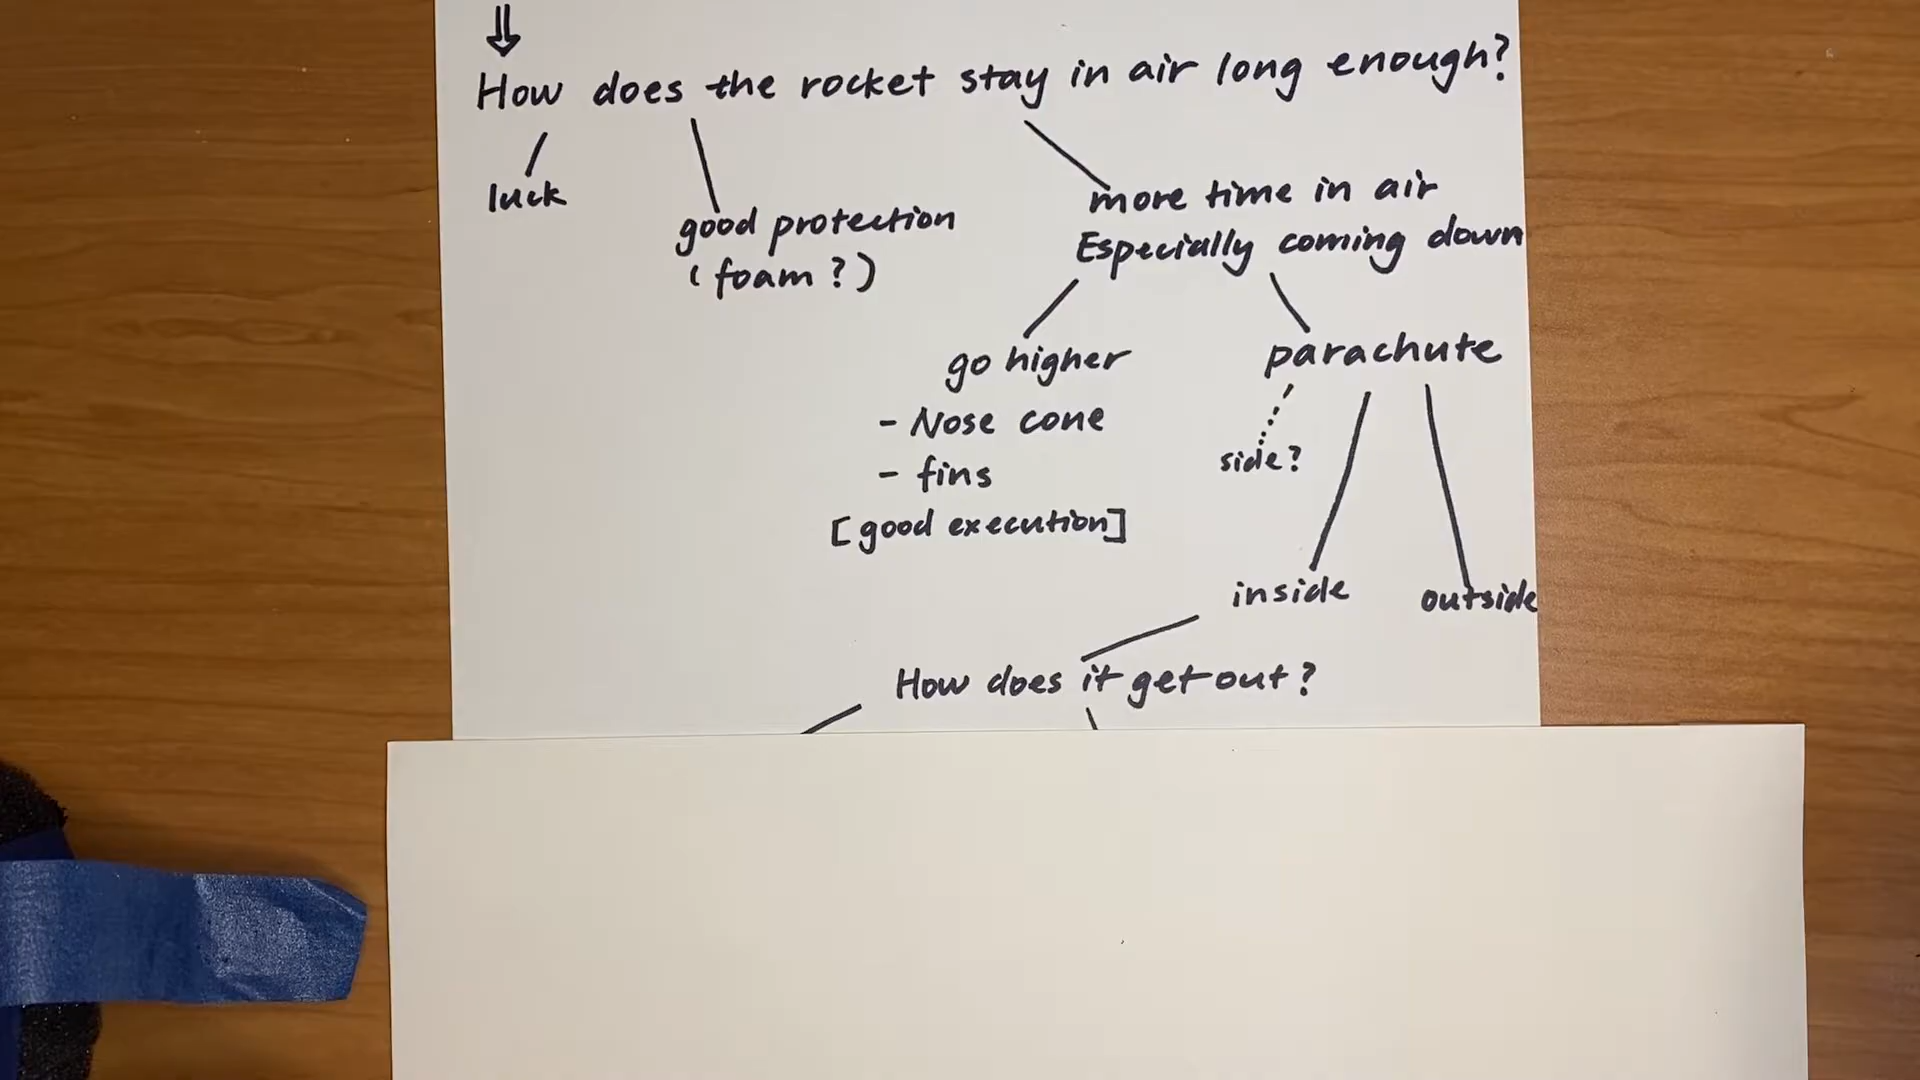 ⇓
How does the rocket stay in air long enough?
luck
good protection
(foam?)
more time in air
Especially coming down
go higher
- Nose cone
- fins
[good execution]
parachute
side?
inside
outside
How does it get out?